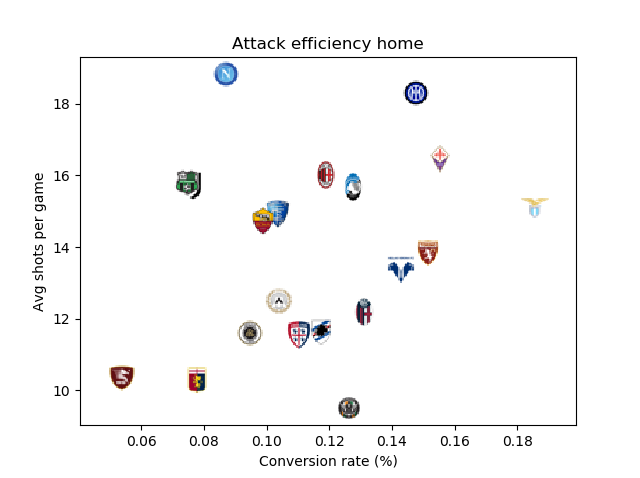 Attack efficiency home
Avg shots per game
18
16
14
12
10
0.06 0.08 0.10 0.12 0.14 0.16 0.18
Conversion rate (%)
N